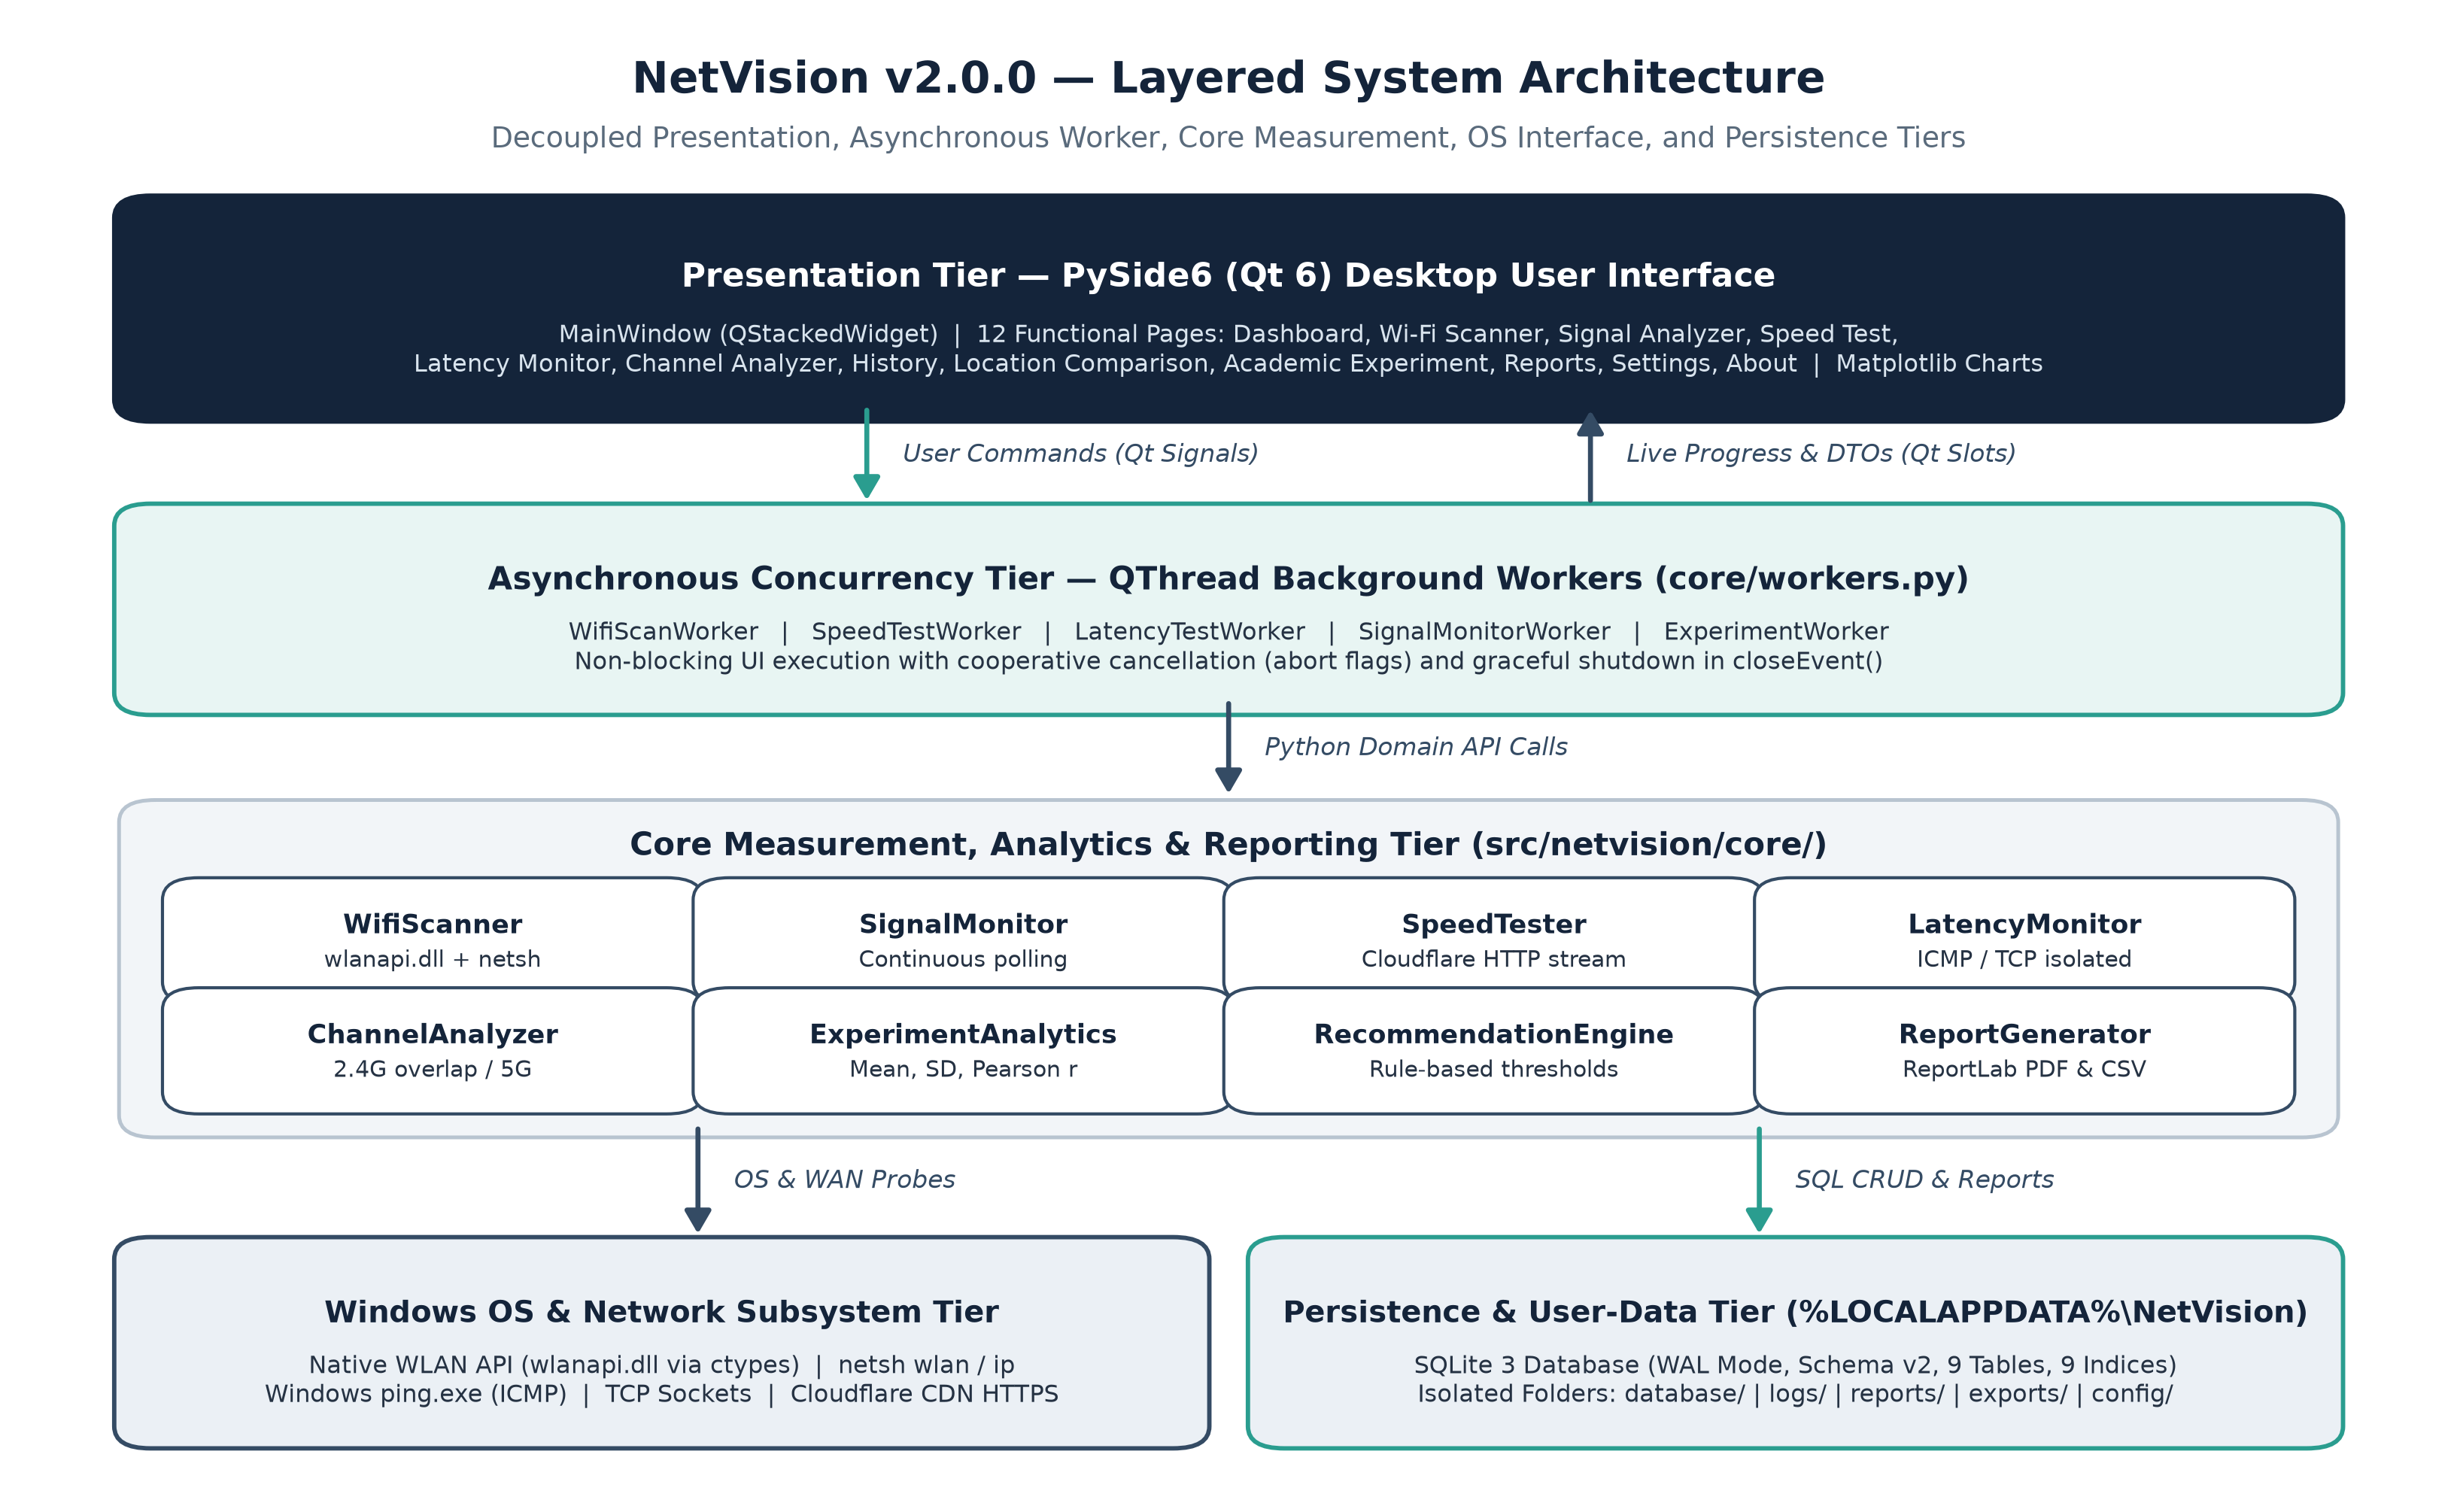 NetVision v2.0.0 — Layered System Architecture
Decoupled Presentation, Asynchronous Worker, Core Measurement, OS Interface, and Persistence Tiers
Presentation Tier — PySide6 (Qt 6) Desktop User Interface
MainWindow (QStackedWidget) | 12 Functional Pages: Dashboard, Wi-Fi Scanner, Signal Analyzer, Speed Test,
Latency Monitor, Channel Analyzer, History, Location Comparison, Academic Experiment, Reports, Settings, About | Matplotlib Charts
User Commands (Qt Signals)
Live Progress & DTOs (Qt Slots)
Asynchronous Concurrency Tier — QThread Background Workers (core/workers.py)
WifiScanWorker | SpeedTestWorker | LatencyTestWorker | SignalMonitorWorker | ExperimentWorker
Non-blocking UI execution with cooperative cancellation (abort flags) and graceful shutdown in closeEvent()
Python Domain API Calls
Core Measurement, Analytics & Reporting Tier (src/netvision/core/)
WifiScanner
wlanapi.dll + netsh
SignalMonitor
Continuous polling
SpeedTester
Cloudflare HTTP stream
LatencyMonitor
ICMP / TCP isolated
ChannelAnalyzer
2.4G overlap / 5G
ExperimentAnalytics
Mean, SD, Pearson r
RecommendationEngine
Rule-based thresholds
ReportGenerator
ReportLab PDF & CSV
OS & WAN Probes
SQL CRUD & Reports
Windows OS & Network Subsystem Tier
Native WLAN API (wlanapi.dll via ctypes) | netsh wlan / ip
Windows ping.exe (ICMP) | TCP Sockets | Cloudflare CDN HTTPS
Persistence & User-Data Tier (%LOCALAPPDATA%\NetVision)
SQLite 3 Database (WAL Mode, Schema v2, 9 Tables, 9 Indices)
Isolated Folders: database/ | logs/ | reports/ | exports/ | config/